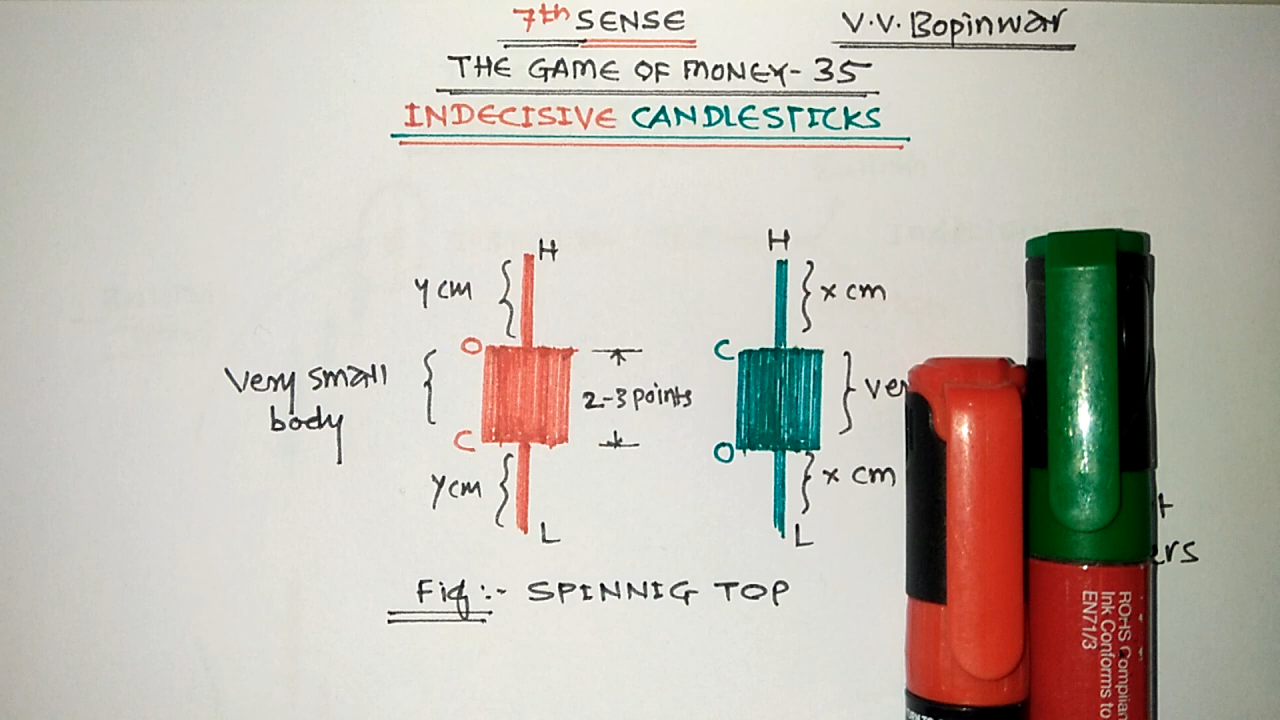 7th SENSE
V.V. Bopinwar
THE GAME OF MONEY-35
INDECISIVE CANDLESTICKS
H
H
y cm
x cm
O
C
Very small
body
2-3 points
C
O
y cm
x cm
L
L
Fig:- SPINNIG TOP
ROHS Complian
Ink Conforms to
EN71/3